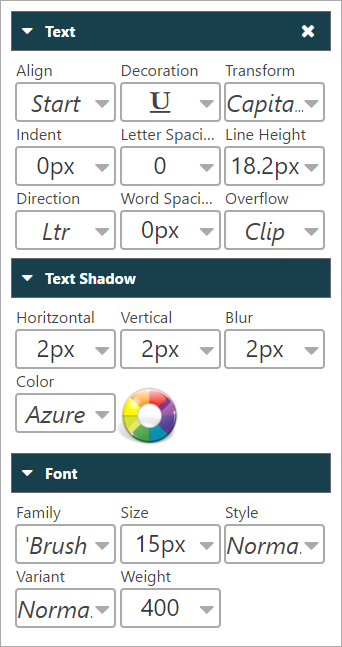 Text
Align Decoration Transform
Start U Capita...
Indent Letter Spaci... Line Height
0px 0 18.2px
Direction Word Spaci... Overflow
Ltr 0px Clip
Text Shadow
Horitzontal Vertical Blur
2px 2px 2px
Color
Azure
Font
Family Size Style
'Brush 15px Norma.
Variant Weight
Norma. 400